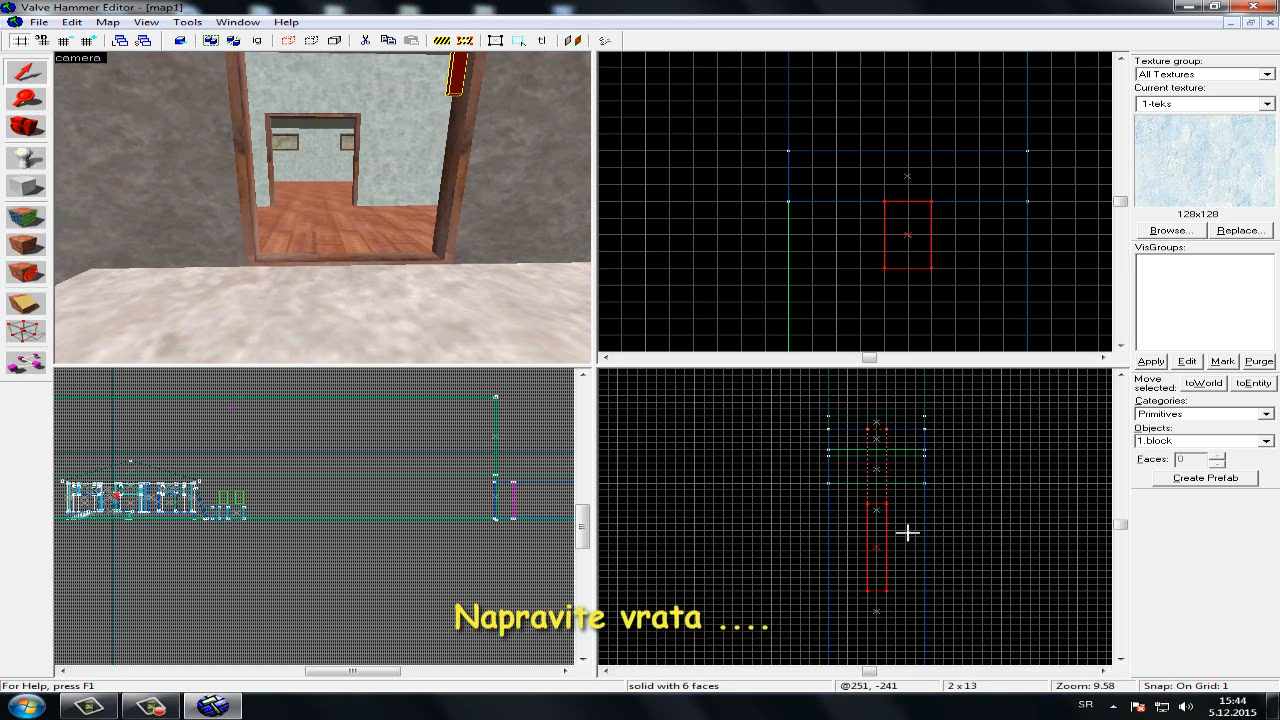 Valve Hammer Editor - [map1]
File Edit Map View Tools Window Help
camera
Texture group:
All Textures
Current texture:
1-teks
128x128
Browse... Replace...
VisGroups:
Apply Edit Mark Purge
Move selected: toWorld toEntity
Categories:
Primitives
Objects:
1.block
Faces: 0
Create Prefab
Napravite vrata ....
For Help, press F1 solid with 6 faces @251, -241 2 x 13 Zoom: 9.58 Snap: On Grid: 1
SR 15:44
5.12.2015